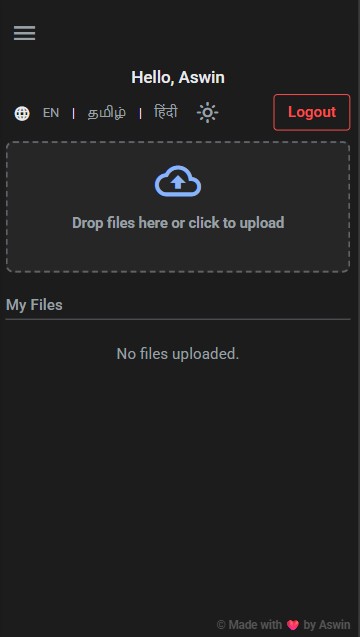 Hello, Aswin
EN | தமிழ் | हिंदी Logout
Drop files here or click to upload
My Files
No files uploaded.
© Made with ❤️ by Aswin